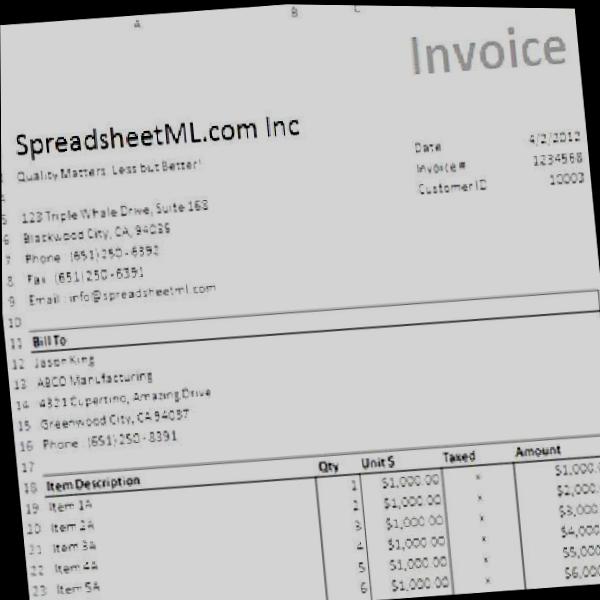 A B C
Invoice
SpreadsheetML.com Inc
Quality Matters. Less but Better!
Date 4/2/2012
Invoice # 1234568
Customer ID 10003
5 123 Triple Whale Drive, Suite 168
6 Blackwood City, CA,
7 Phone : (651) 250 - 6392
8 Fax : (651) 250 - 6391
9 Email : info@spreadsheetml.com
10
11 Bill To
12 Jason King
13 ABCD Manufacturing
14 4321 Cupertino, Amazing Drive
15 Greenwood City, CA 94087
16 Phone : (651) 250 - 8391
17
18 Item Description Qty Unit $ Taxed Amount
19 Item 1A 1 $1,000.00 x $1,000.
20 Item 2A 2 $1,000.00 x $2,000.
21 Item 3A 3 $1,000.00 x $3,000.
22 Item 4A 4 $1,000.00 x $4,000.
23 Item 5A 5 $1,000.00 x $5,000.
6 $1,000.00 x $6,000